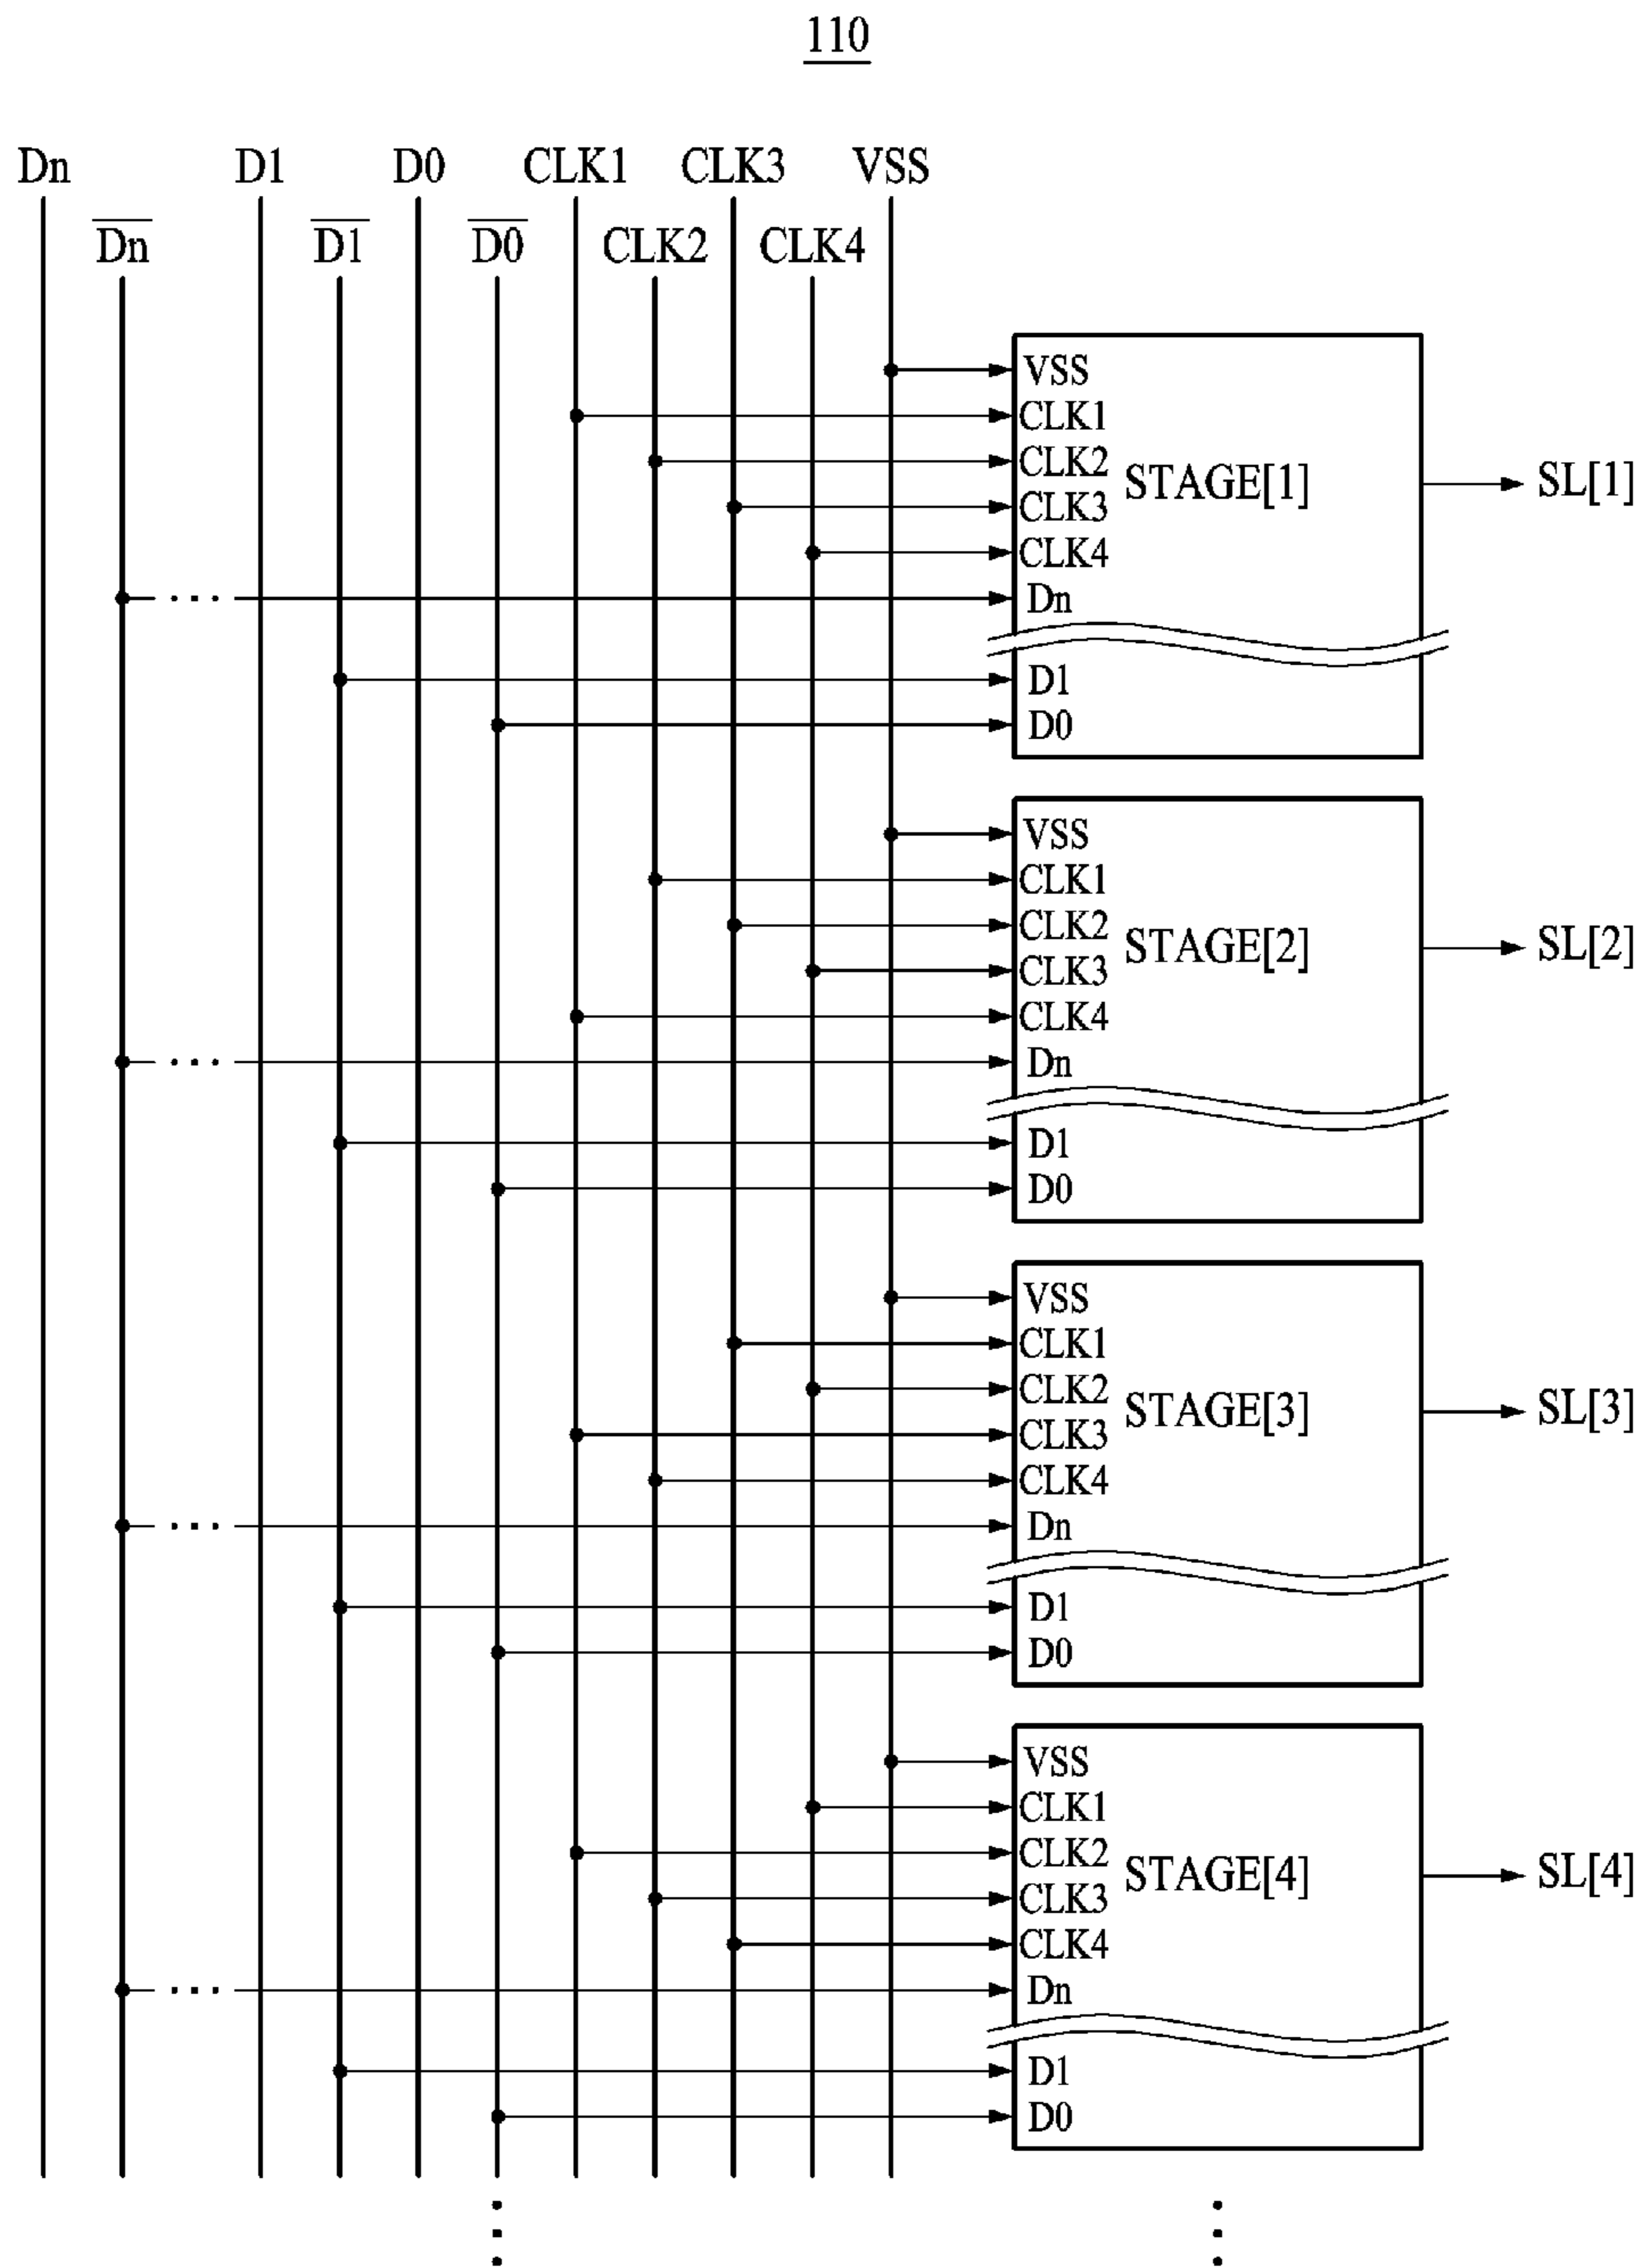 110
Dn D1 D0 CLK1 CLK3 VSS
D̅n̅ D̅1̅ D̅0̅ CLK2 CLK4
VSS
CLK1
CLK2
STAGE[1] SL[1]
CLK3
CLK4
... Dn
D1
D0
VSS
CLK1
CLK2
STAGE[2] SL[2]
CLK3
CLK4
... Dn
D1
D0
VSS
CLK1
CLK2
STAGE[3] SL[3]
CLK3
CLK4
... Dn
D1
D0
VSS
CLK1
CLK2
STAGE[4] SL[4]
CLK3
CLK4
... Dn
D1
D0